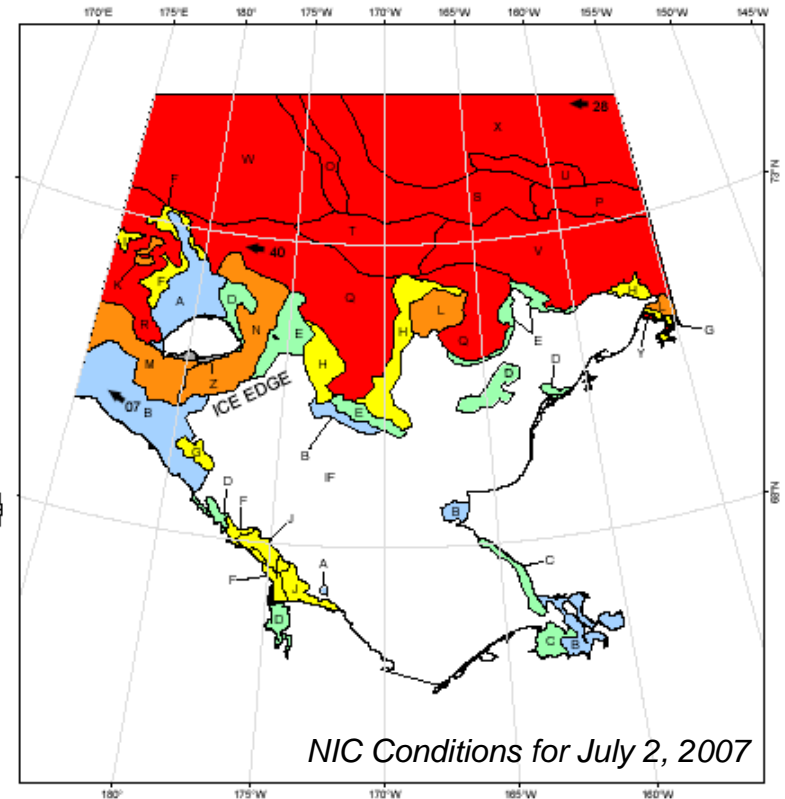 170°E 175°E 180° 175°W 170°W 165°W 160°W 155°W 150°W 145°W
28
X
W
O
U
73°N
F
S
P
T
V
40
K
F
A
D
Q
H
R
N
E
L
H
Q
E
G
M
Z
H
Y
D
D
07
B
ICE EDGE
E
G
B
IF
D
68°N
F
J
B
A
C
F
J
D
C
B
NIC Conditions for July 2, 2007
180° 175°W 170°W 165°W 160°W